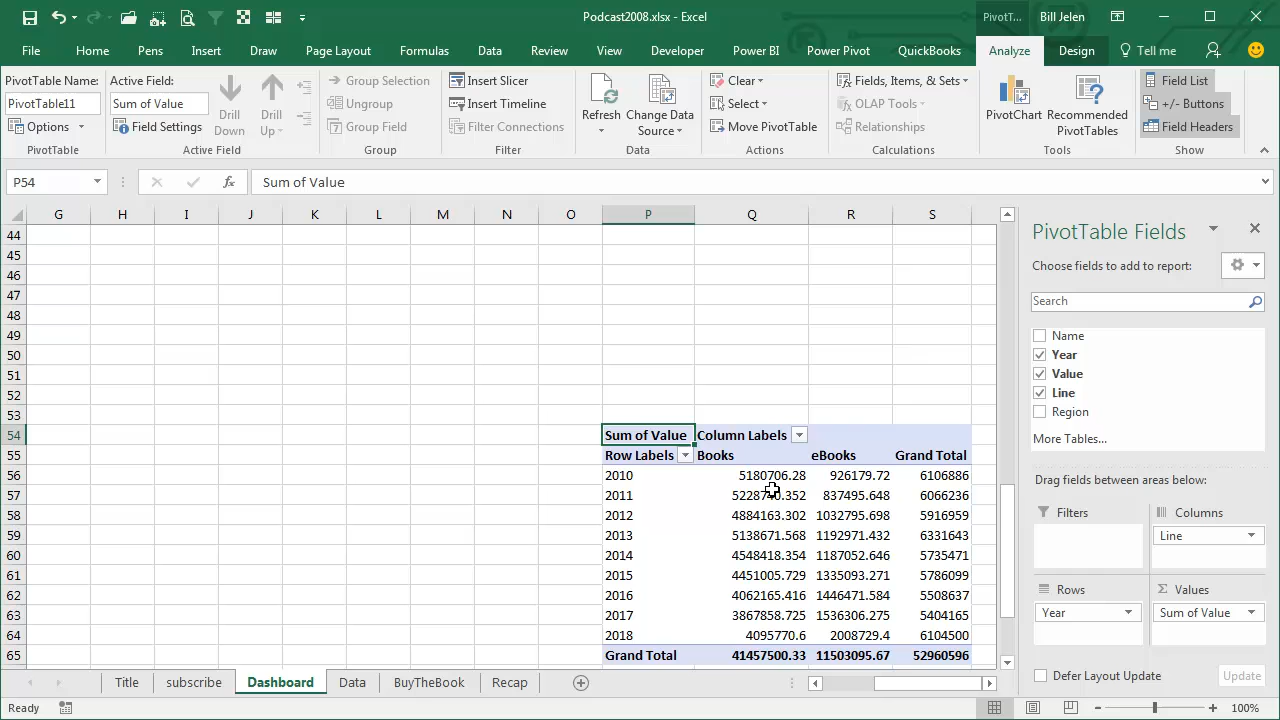 Podcast2008.xlsx - Excel
PivotT...
Bill Jelen
File Home Pens Insert Draw Page Layout Formulas Data Review View Developer Power BI Power Pivot QuickBooks Analyze Design Tell me
PivotTable Name:
PivotTable11
Options
PivotTable
Active Field:
Sum of Value
Field Settings
Drill Down
Drill Up
Active Field
Group Selection
Ungroup
Group Field
Group
Insert Slicer
Insert Timeline
Filter Connections
Filter
Refresh
Change Data Source
Data
Clear
Select
Move PivotTable
Actions
Fields, Items, & Sets
OLAP Tools
Relationships
Calculations
PivotChart
Recommended PivotTables
Tools
Field List
+/- Buttons
Field Headers
Show
P54
fx
Sum of Value
G H I J K L M N O P Q R S
44
45
46
47
48
49
50
51
52
53
54 Sum of Value Column Labels
55 Row Labels Books eBooks Grand Total
56 2010 5180706.28 926179.72 6106886
57 2011 5228740.352 837495.648 6066236
58 2012 4884163.302 1032795.698 5916959
59 2013 5138671.568 1192971.432 6331643
60 2014 4548418.354 1187052.646 5735471
61 2015 4451005.729 1335093.271 5786099
62 2016 4062165.416 1446471.584 5508637
63 2017 3867858.725 1536306.275 5404165
64 2018 4095770.6 2008729.4 6104500
65 Grand Total 41457500.33 11503095.67 52960596
PivotTable Fields
Choose fields to add to report:
Search
Name
Year
Value
Line
Region
More Tables...
Drag fields between areas below:
Filters
Columns
Line
Rows
Year
Σ Values
Sum of Value
Defer Layout Update
Update
Title subscribe Dashboard Data BuyTheBook Recap
Ready
100%